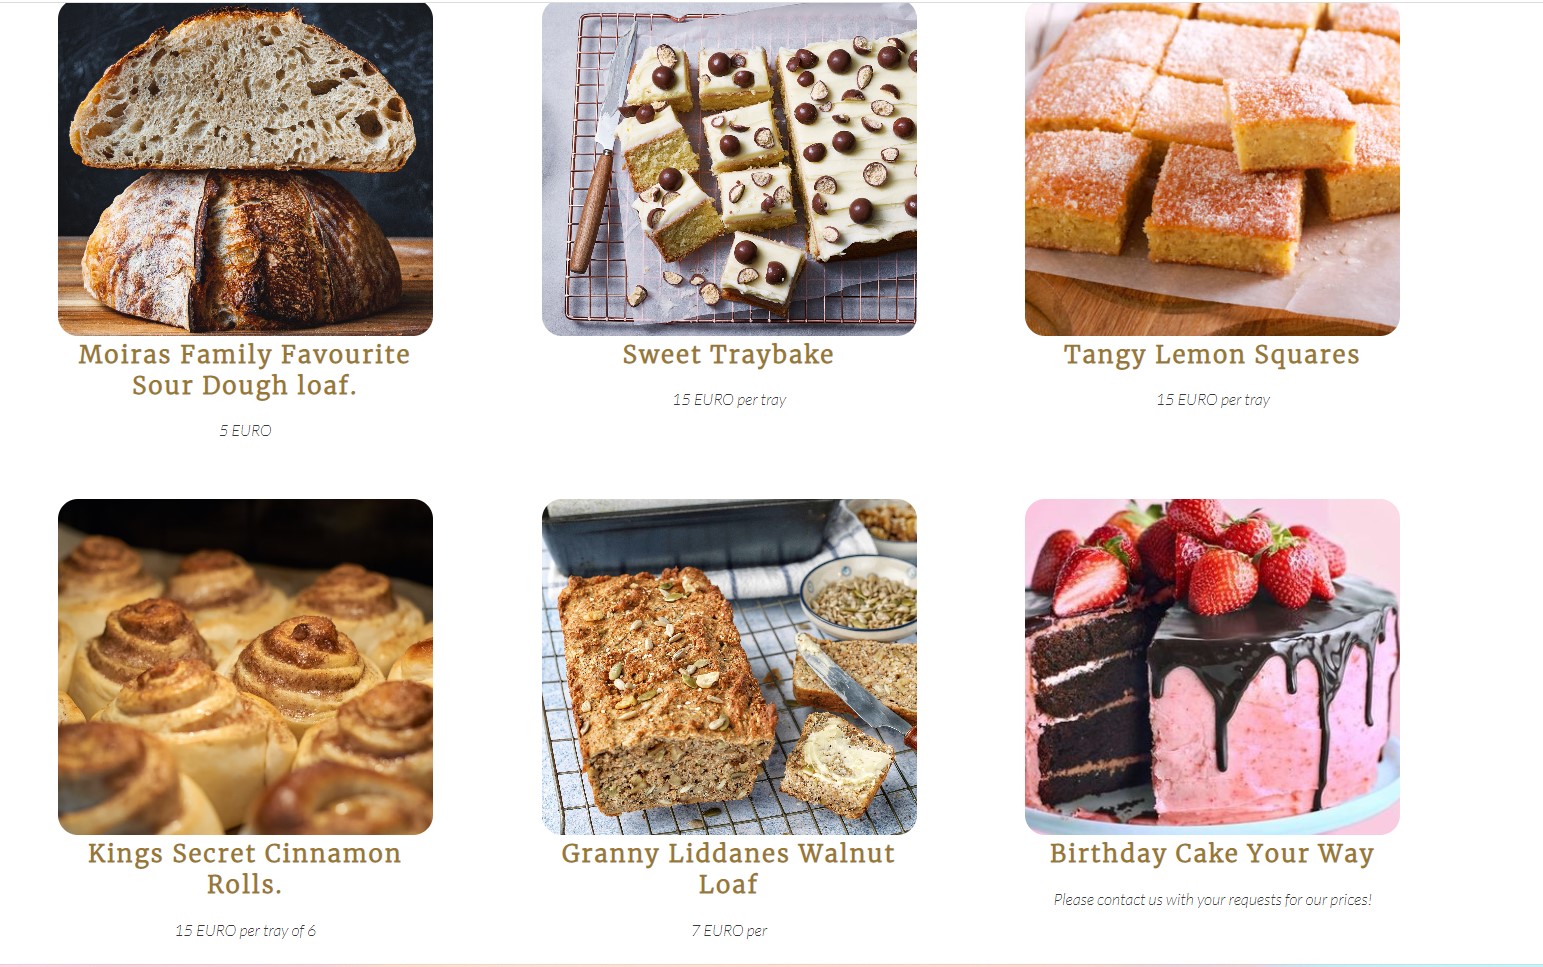 Moiras Family Favourite
Sour Dough loaf.
5 EURO
Sweet Traybake
15 EURO per tray
Tangy Lemon Squares
15 EURO per tray
Kings Secret Cinnamon
Rolls.
15 EURO per tray of 6
Granny Liddanes Walnut
Loaf
7 EURO per
Birthday Cake Your Way
Please contact us with your requests for our prices!